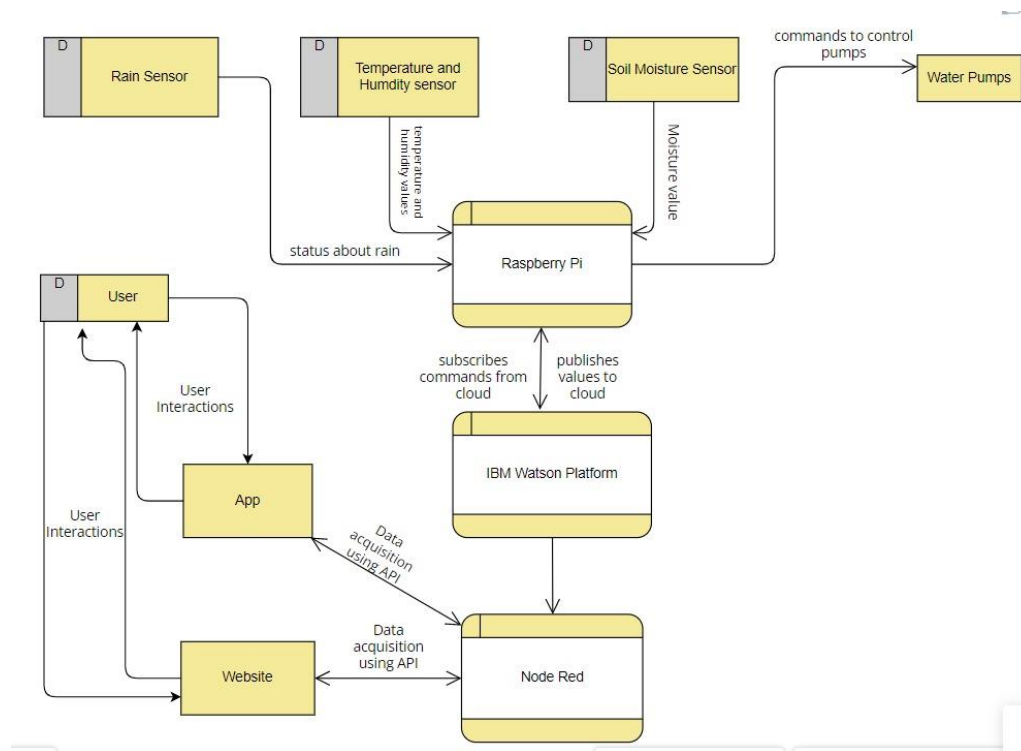 commands to control
pumps
D
Rain Sensor
D
Temperature and
Humdity sensor
D
Soil Moisture Sensor
Water Pumps
temperature and
humidity values
Moisture value
status about rain
Raspberry Pi
D
User
subscribes
commands from
cloud
publishes
values to
cloud
User
Interactions
IBM Watson Platform
App
User
Interactions
Data
acquisition
using API
Data
acquisition
using API
Website
Node Red